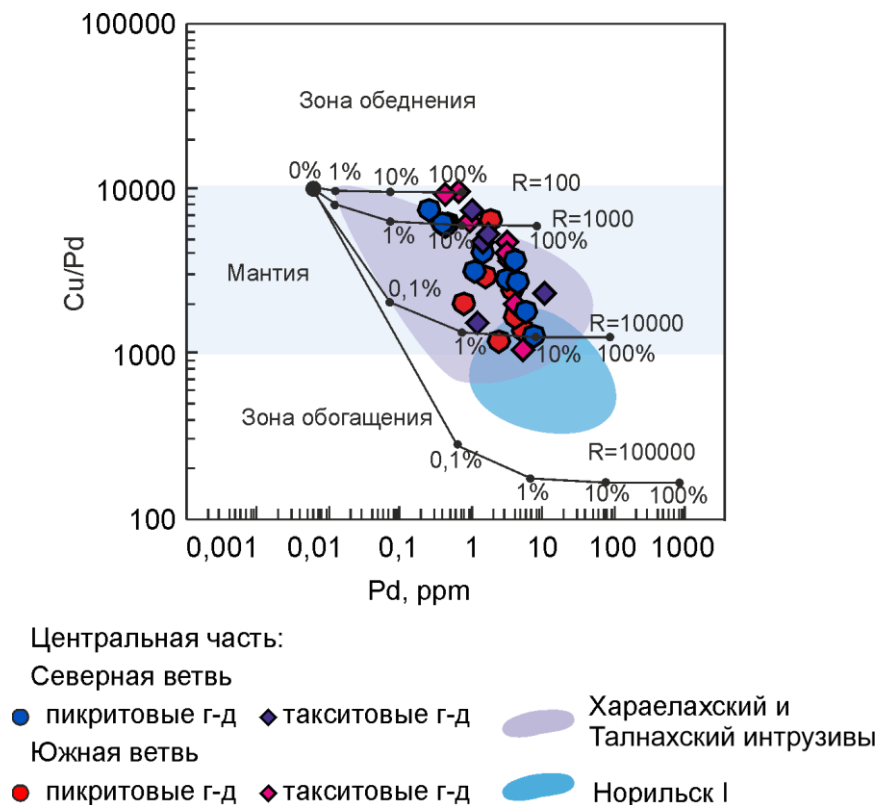 100000
Зона обеднения
0% 1% 10% 100%
10000
R=100
R=1000
1% 10% 100%
Cu/Pd
Мантия
0,1%
R=10000
1% 10% 100%
1000
Зона обогащения
R=100000
0,1%
1% 10% 100%
100
0,001 0,01 0,1 1 10 100 1000
Pd, ppm
Центральная часть:
Северная ветвь
пикритовые г-д такситовые г-д
Хараелахский и
Талнахский интрузивы
Южная ветвь
пикритовые г-д такситовые г-д
Норильск I